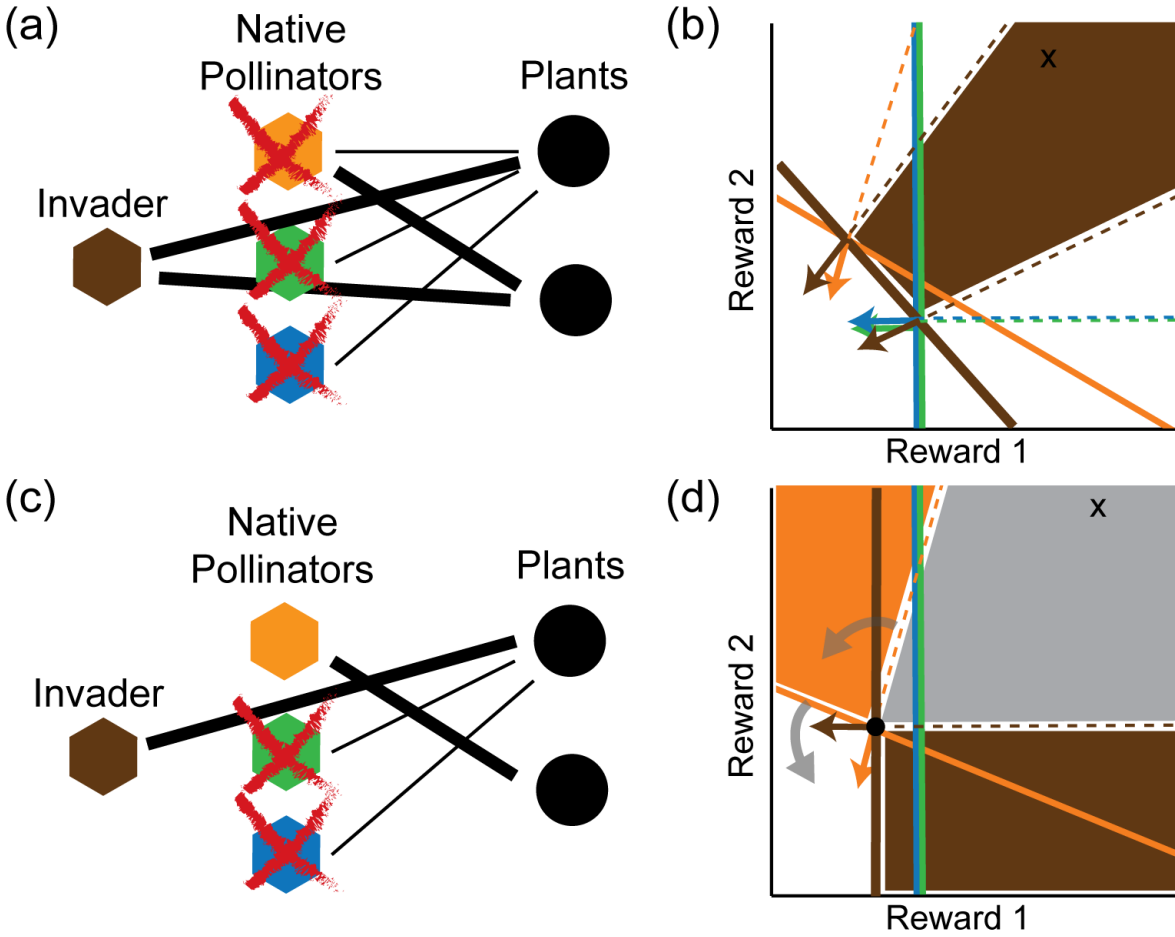 (a)
Native
Pollinators
Plants
Invader
(b)
x
Reward 2
Reward 1
(c)
Native
Pollinators
Plants
Invader
(d)
x
Reward 2
Reward 1